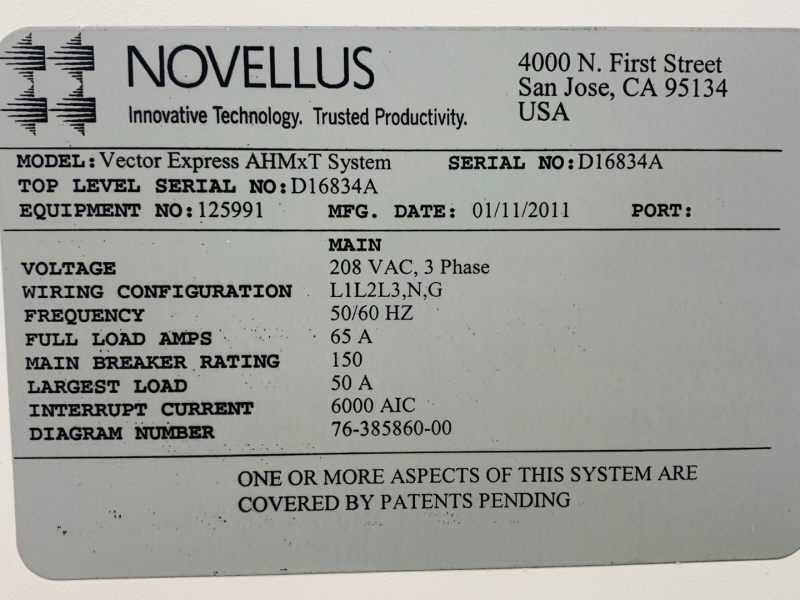 NOVELLUS
Innovative Technology. Trusted Productivity.
4000 N. First Street
San Jose, CA 95134
USA
MODEL: Vector Express AHMxT System SERIAL NO: D16834A
TOP LEVEL SERIAL NO: D16834A
EQUIPMENT NO: 125991 MFG. DATE: 01/11/2011 PORT:
MAIN
VOLTAGE 208 VAC, 3 Phase
WIRING CONFIGURATION L1L2L3,N,G
FREQUENCY 50/60 HZ
FULL LOAD AMPS 65 A
MAIN BREAKER RATING 150
LARGEST LOAD 50 A
INTERRUPT CURRENT 6000 AIC
DIAGRAM NUMBER 76-385860-00
ONE OR MORE ASPECTS OF THIS SYSTEM ARE
COVERED BY PATENTS PENDING